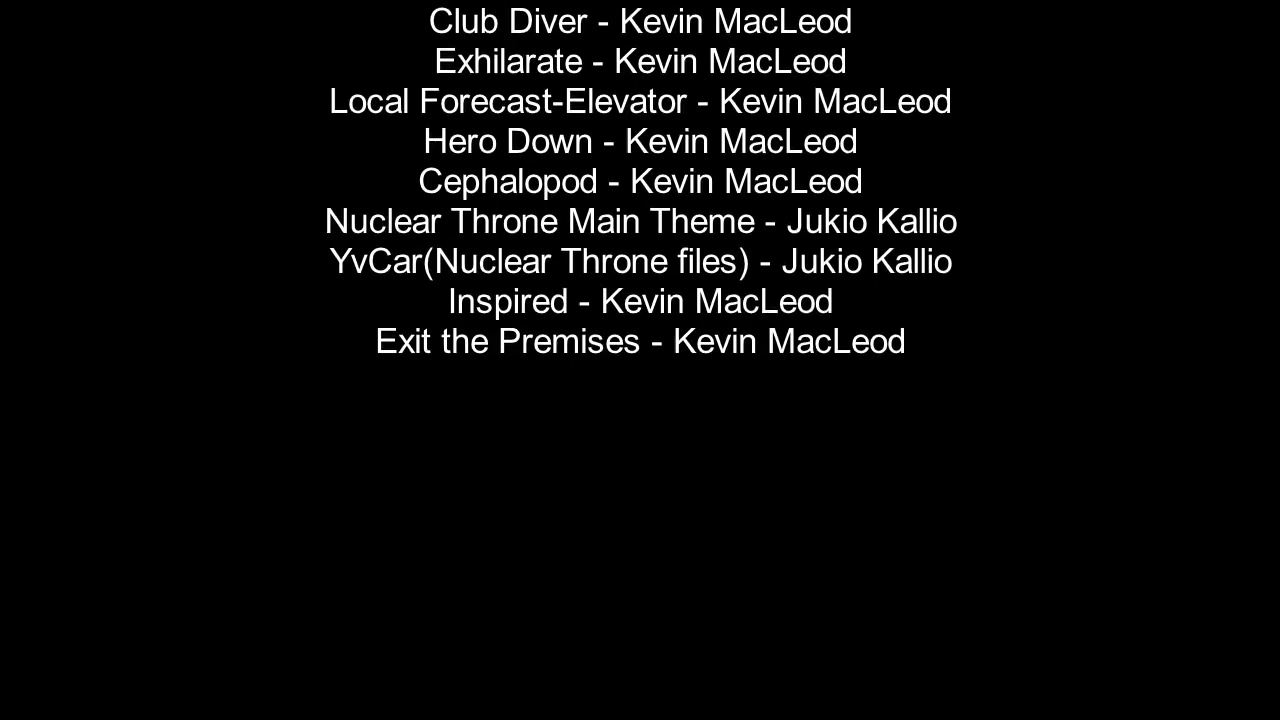 Club Diver - Kevin MacLeod
Exhilarate - Kevin MacLeod
Local Forecast-Elevator - Kevin MacLeod
Hero Down - Kevin MacLeod
Cephalopod - Kevin MacLeod
Nuclear Throne Main Theme - Jukio Kallio
YvCar(Nuclear Throne files) - Jukio Kallio
Inspired - Kevin MacLeod
Exit the Premises - Kevin MacLeod